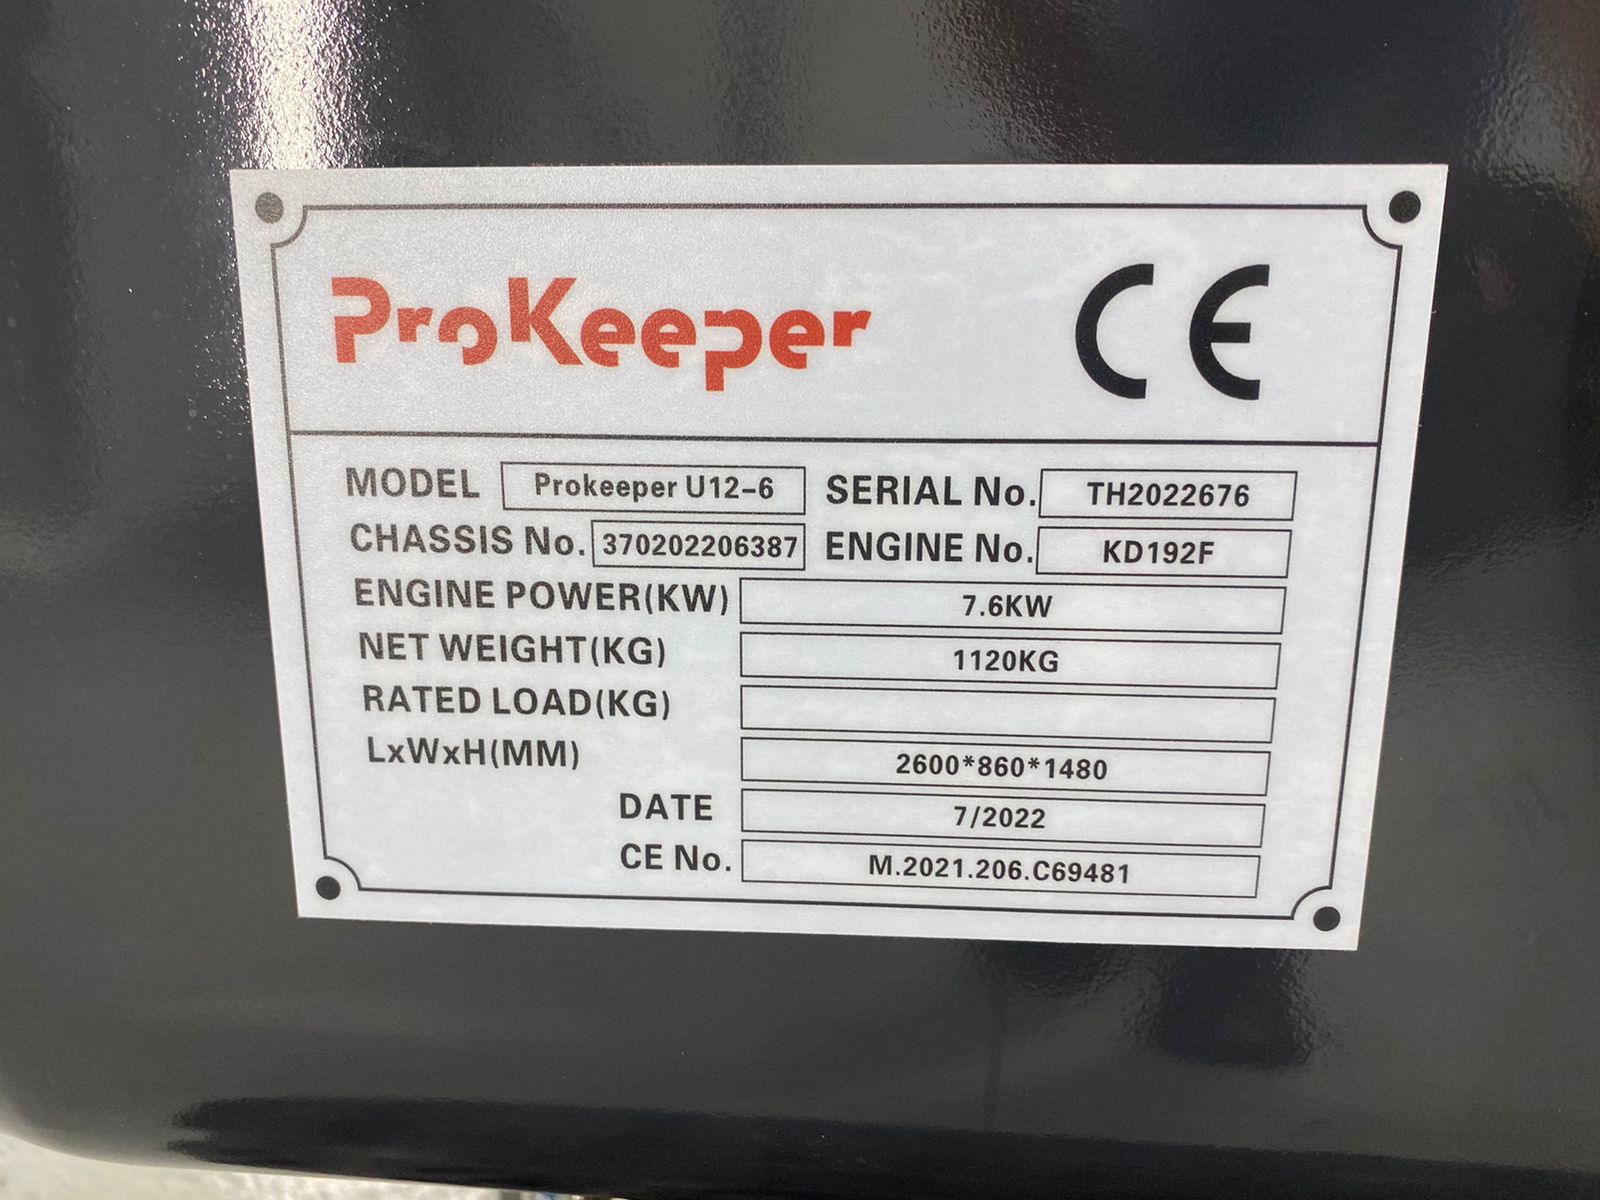 ProKeeper CE
MODEL Prokeeper U12-6 SERIAL No. TH2022676
CHASSIS No. 370202206387 ENGINE No. KD192F
ENGINE POWER(KW) 7.6KW
NET WEIGHT(KG) 1120KG
RATED LOAD(KG)
LxWxH(MM) 2600*860*1480
DATE 7/2022
CE No. M.2021.206.C69481